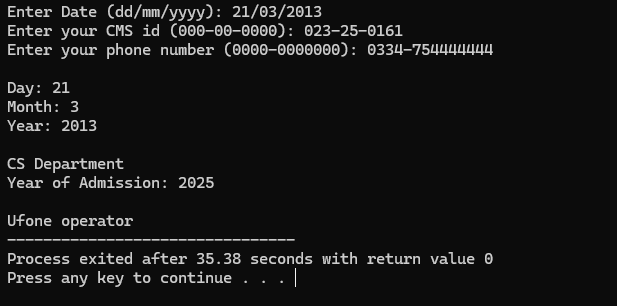 Enter Date (dd/mm/yyyy): 21/03/2013
Enter your CMS id (000-00-0000): 023-25-0161
Enter your phone number (0000-0000000): 0334-754444444
Day: 21
Month: 3
Year: 2013
CS Department
Year of Admission: 2025
Ufone operator
--------------------------------
Process exited after 35.38 seconds with return value 0
Press any key to continue . . .